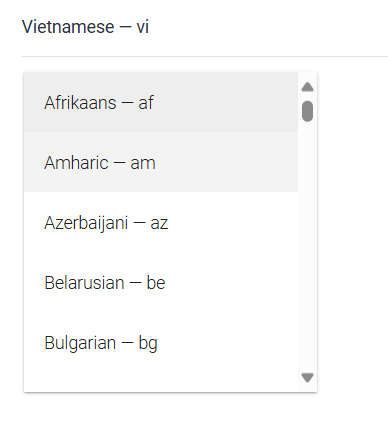 Vietnamese — vi
Afrikaans — af
Amharic — am
Azerbaijani — az
Belarusian — be
Bulgarian — bg